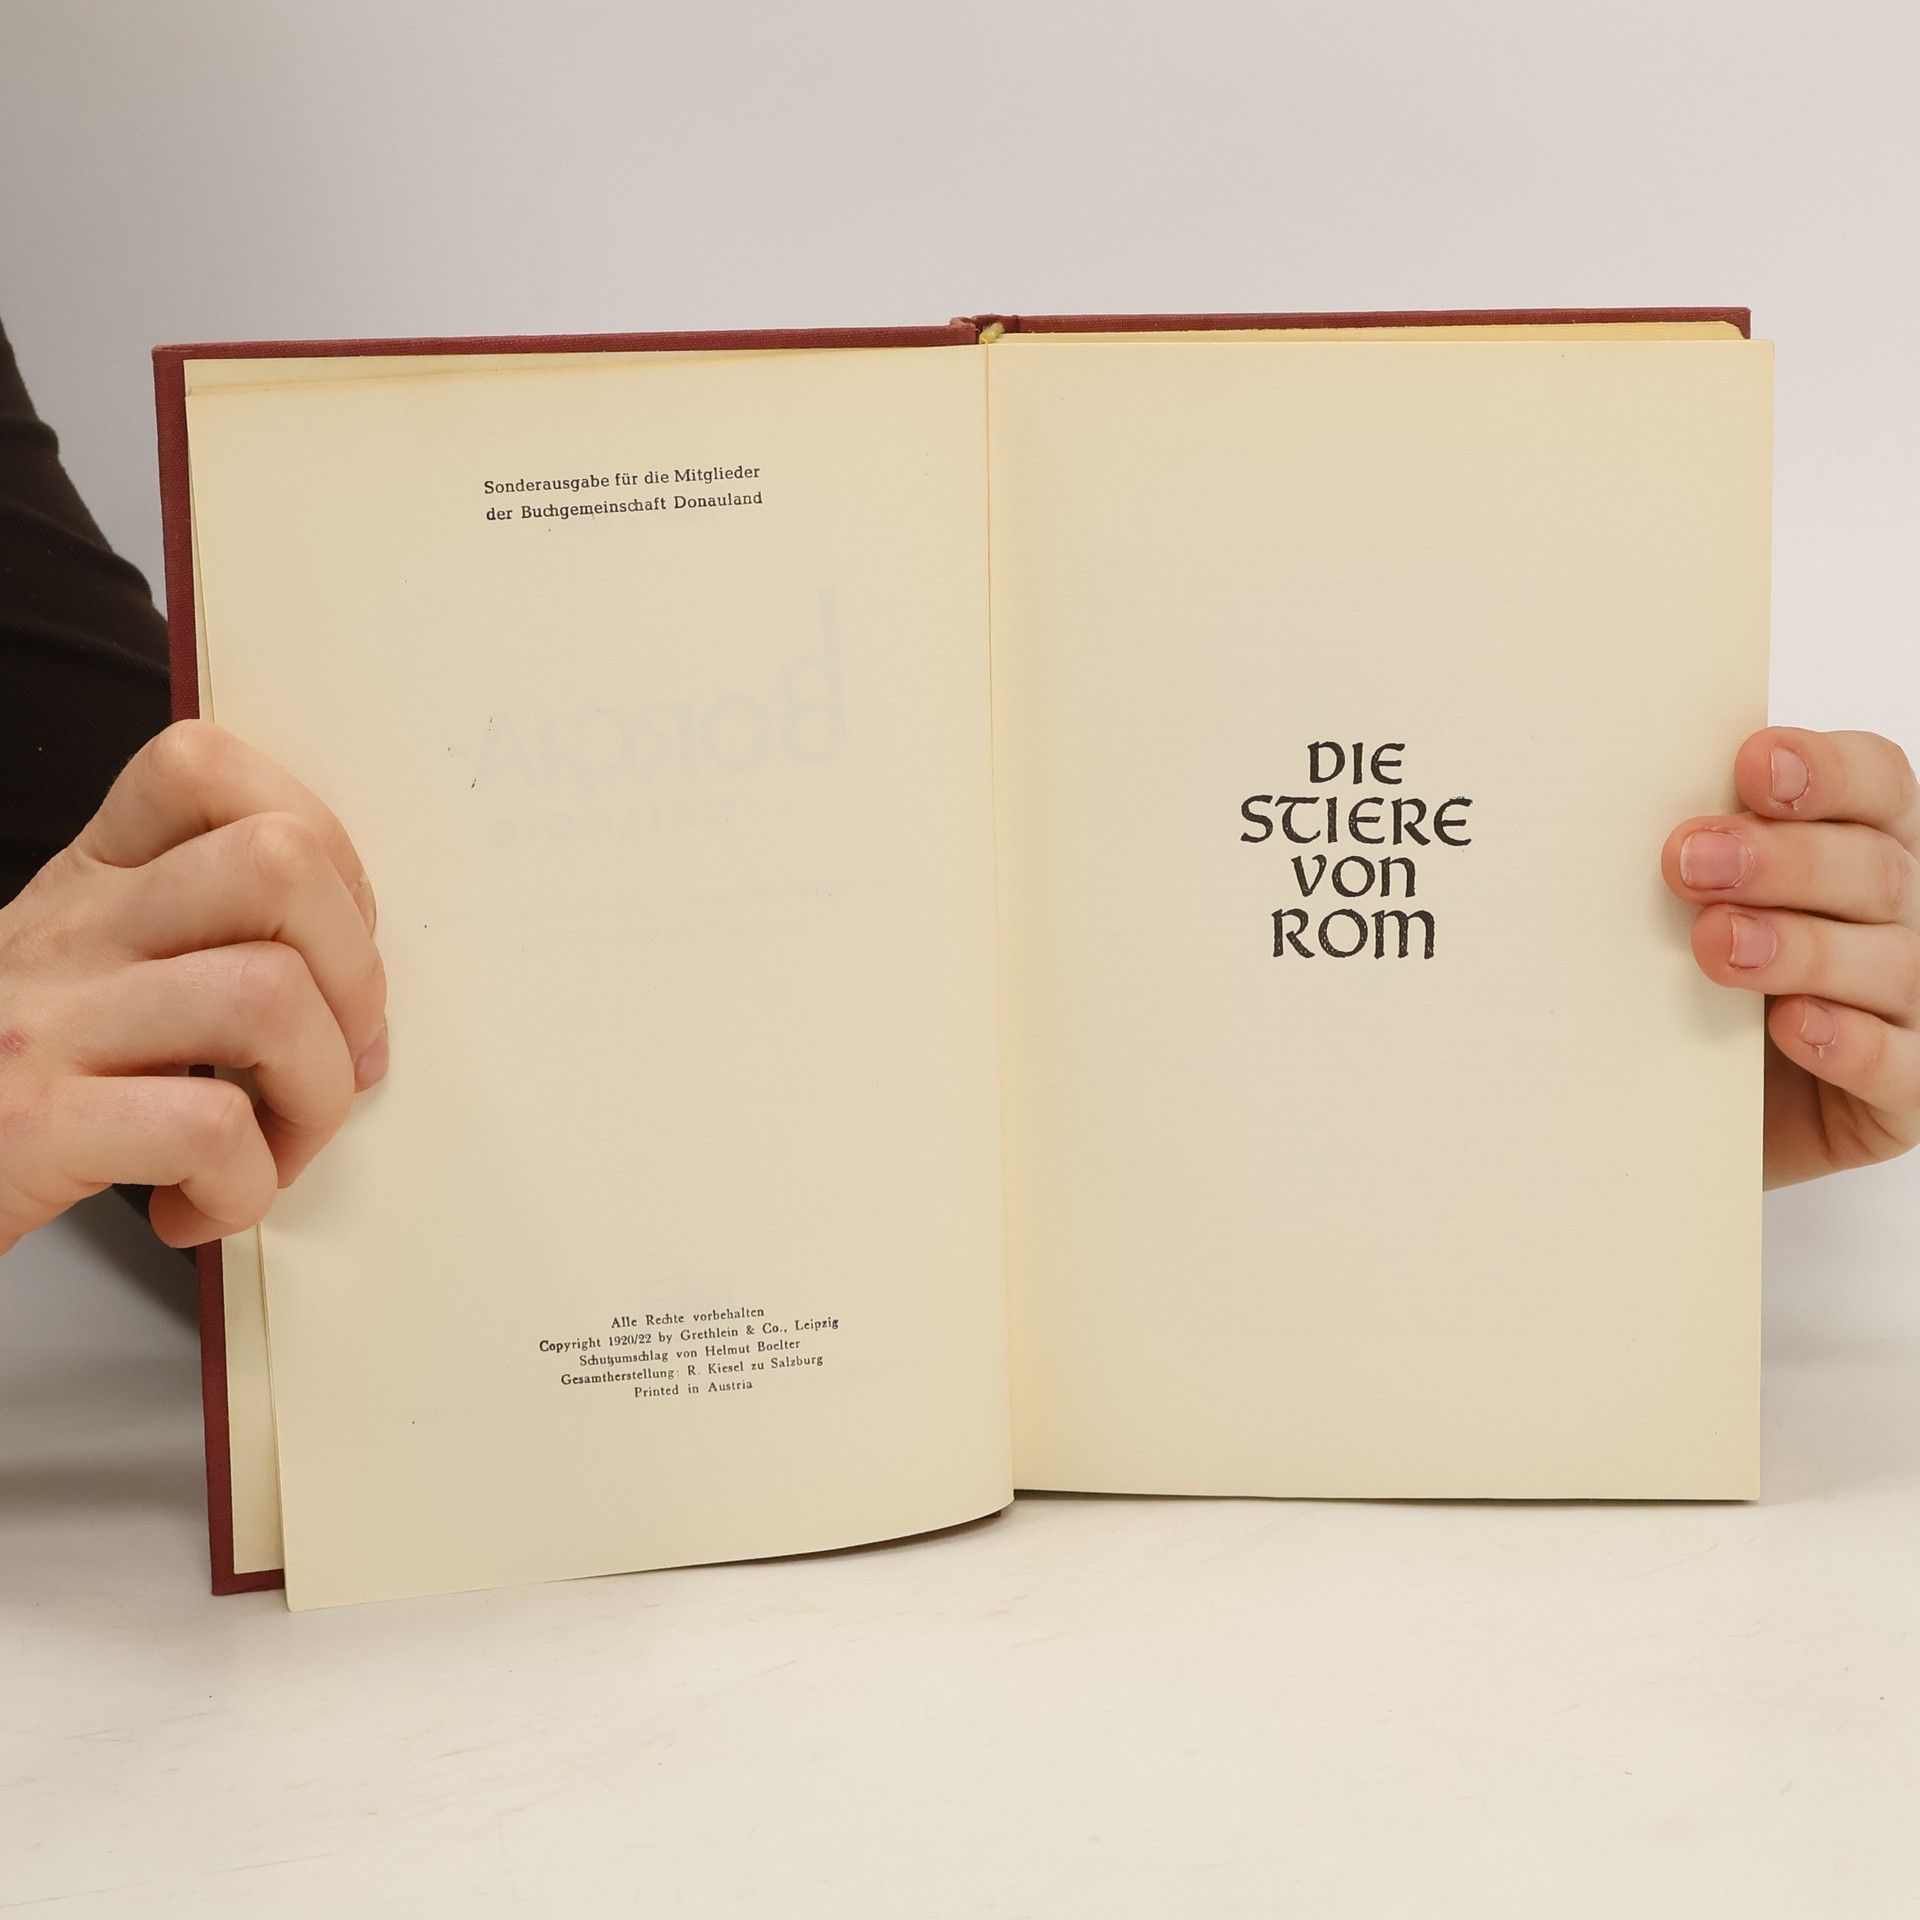 Sonderausgabe für die Mitglieder
der Buchgemeinschaft Donauland
BORGIA
Alle Rechte vorbehalten
Copyright 1920/22 by Grethlein & Co., Leipzig
Schutzumschlag von Helmut Boelter
Gesamtherstellung: R. Kiesel zu Salzburg
Printed in Austria
DIE
STIERE
VON
ROM